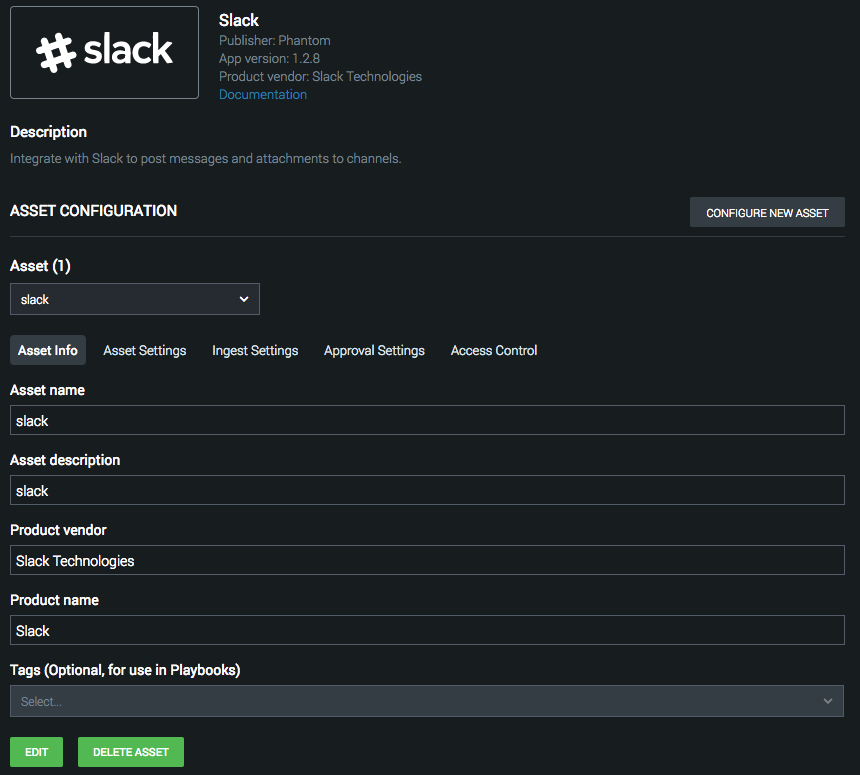 slack
Slack
Publisher: Phantom
App version: 1.2.8
Product vendor: Slack Technologies
Documentation
Description
Integrate with Slack to post messages and attachments to channels.
ASSET CONFIGURATION
CONFIGURE NEW ASSET
Asset (1)
slack
Asset Info Asset Settings Ingest Settings Approval Settings Access Control
Asset name
slack
Asset description
slack
Product vendor
Slack Technologies
Product name
Slack
Tags (Optional, for use in Playbooks)
Select...
EDIT DELETE ASSET